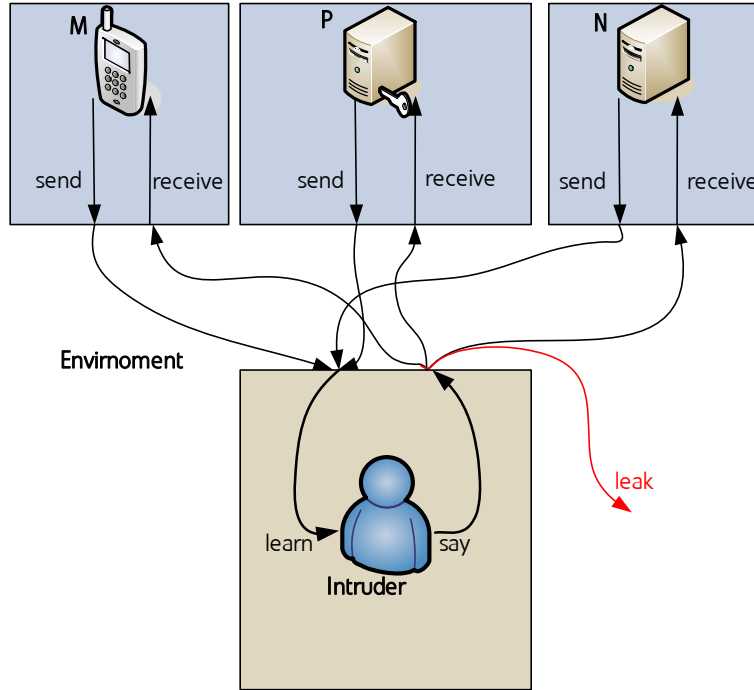 M
P
N
send
receive
send
receive
send
receive
Envirnoment
leak
learn
say
Intruder